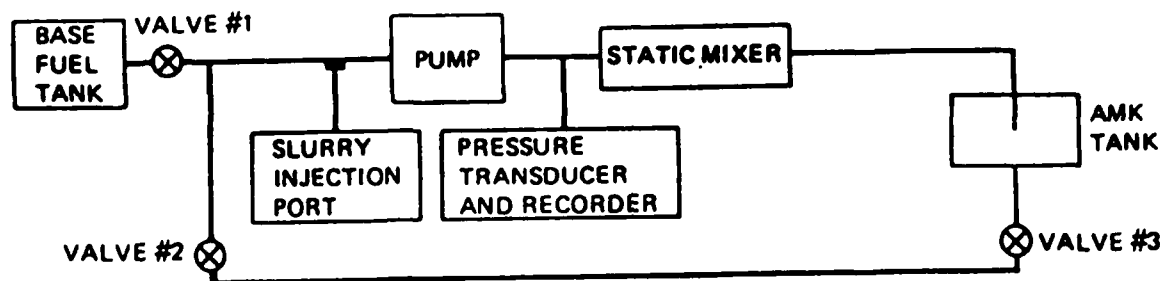 VALVE #1
BASE
FUEL
TANK
PUMP
STATIC MIXER
AMK
TANK
SLURRY
INJECTION
PORT
PRESSURE
TRANSDUCER
AND RECORDER
VALVE #2
VALVE #3